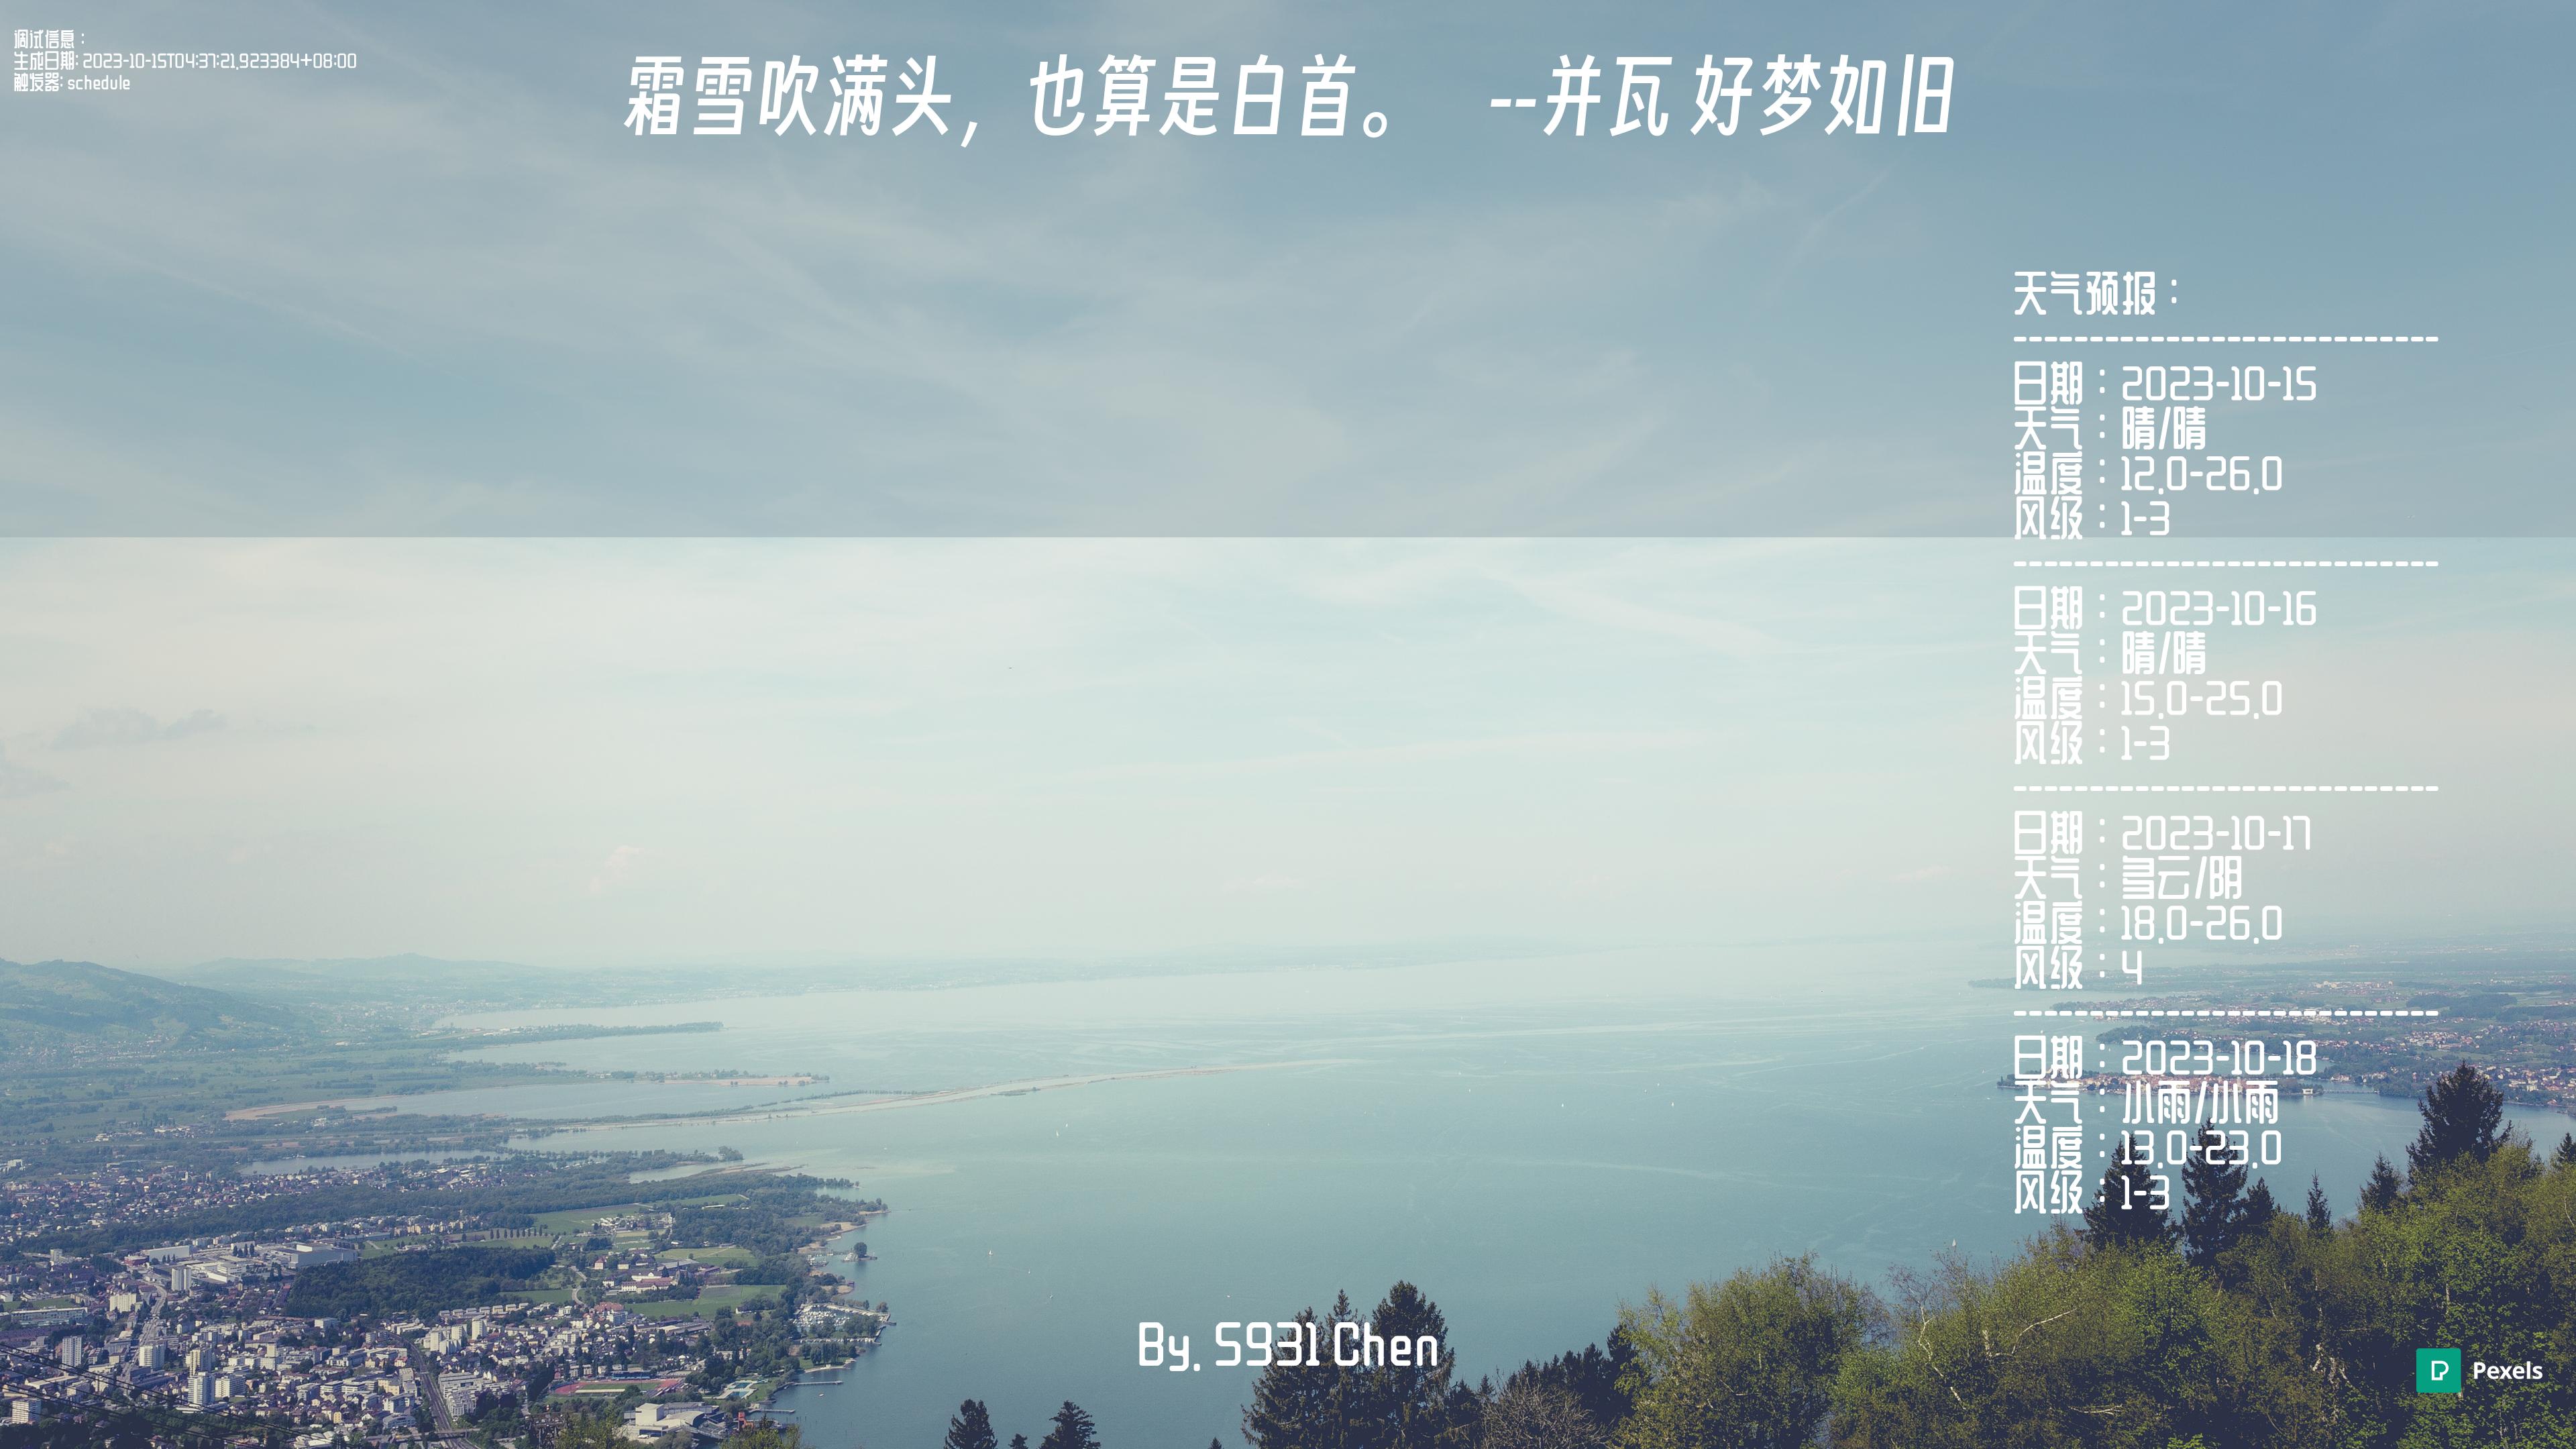 调试信息：
生成日期: 2023-10-15T04:37:21.923384+08:00
触发器: schedule
霜雪吹满头，也算是白首。 --并瓦 好梦如旧
天气预报：
----------------------------
日期：2023-10-15
天气：晴/晴
温度：12.0-26.0
风级：1-3
----------------------------
日期：2023-10-16
天气：晴/晴
温度：15.0-25.0
风级：1-3
----------------------------
日期：2023-10-17
天气：多云/阴
温度：18.0-26.0
风级：4
----------------------------
日期：2023-10-18
天气：小雨/小雨
温度：13.0-23.0
风级：1-3
By. S931 Chen
Pexels